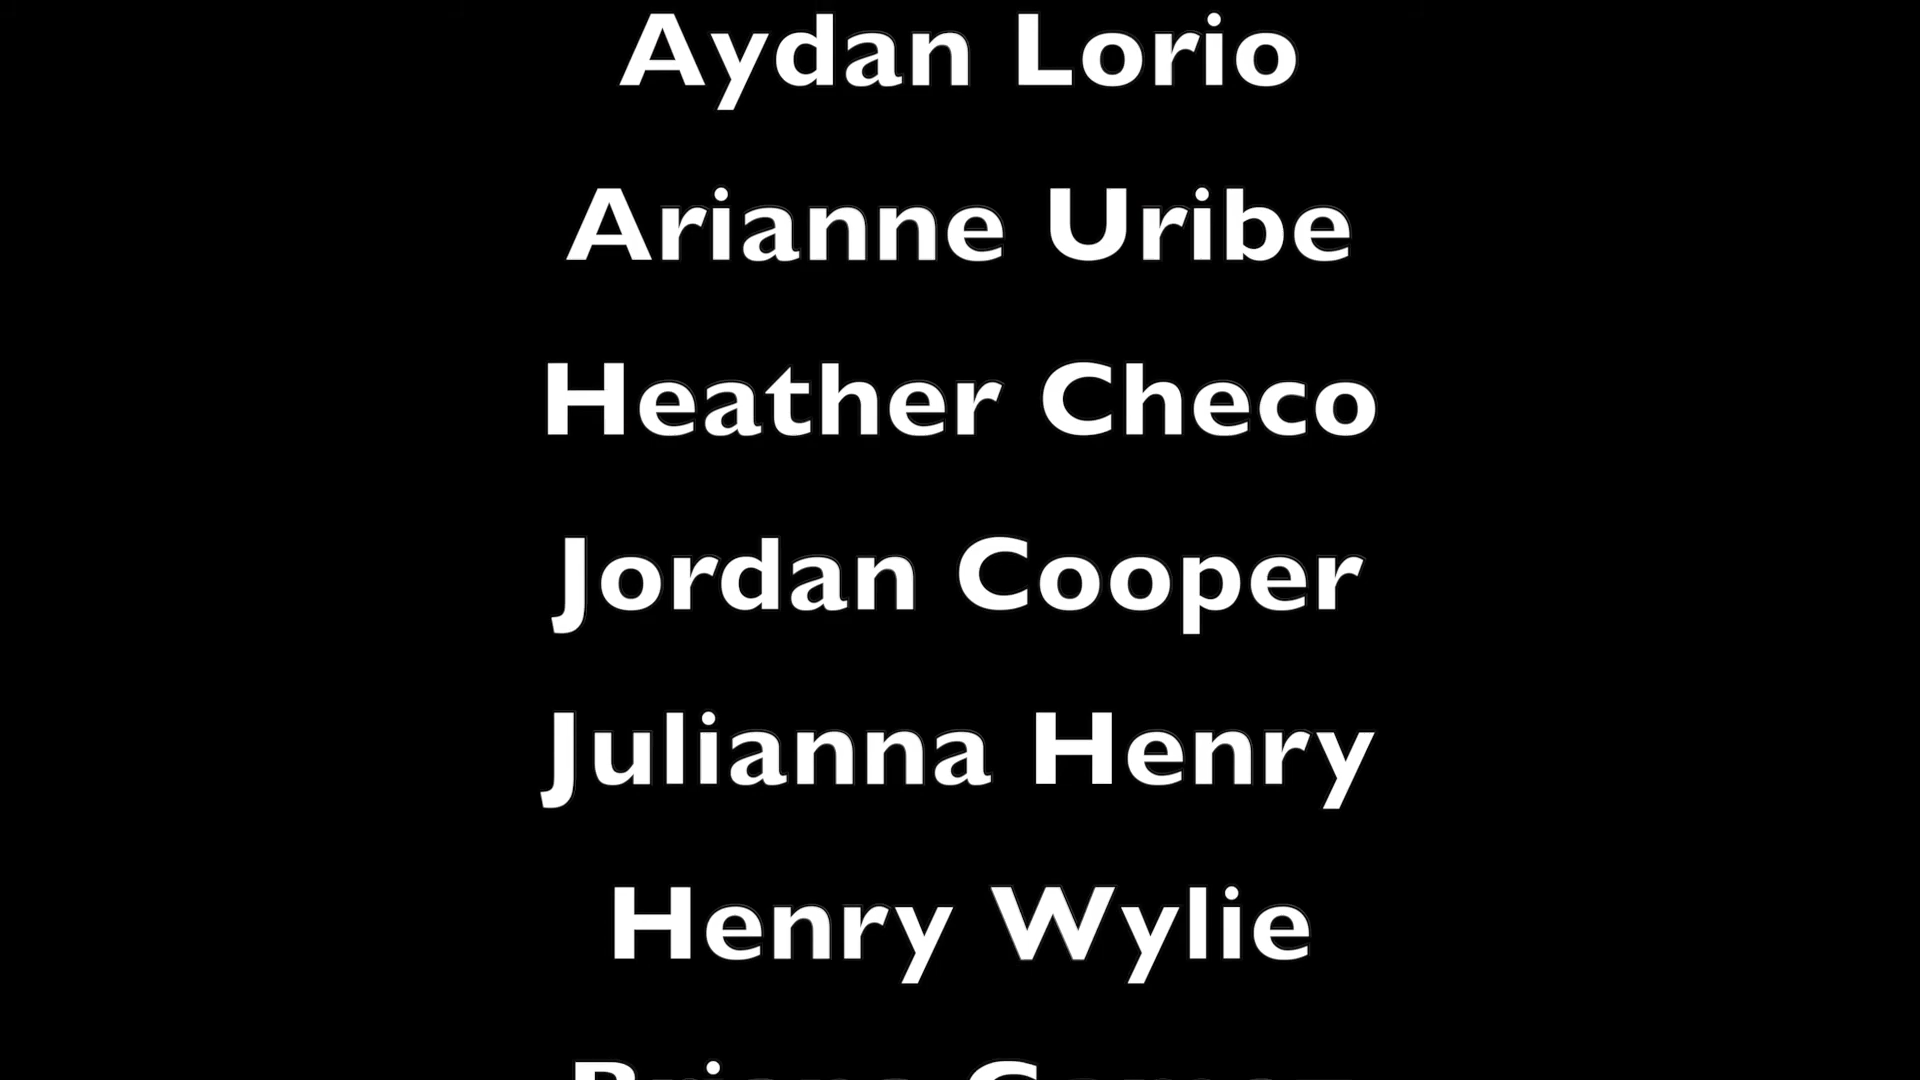 Aydan Lorio
Arianne Uribe
Heather Checo
Jordan Cooper
Julianna Henry
Henry Wylie